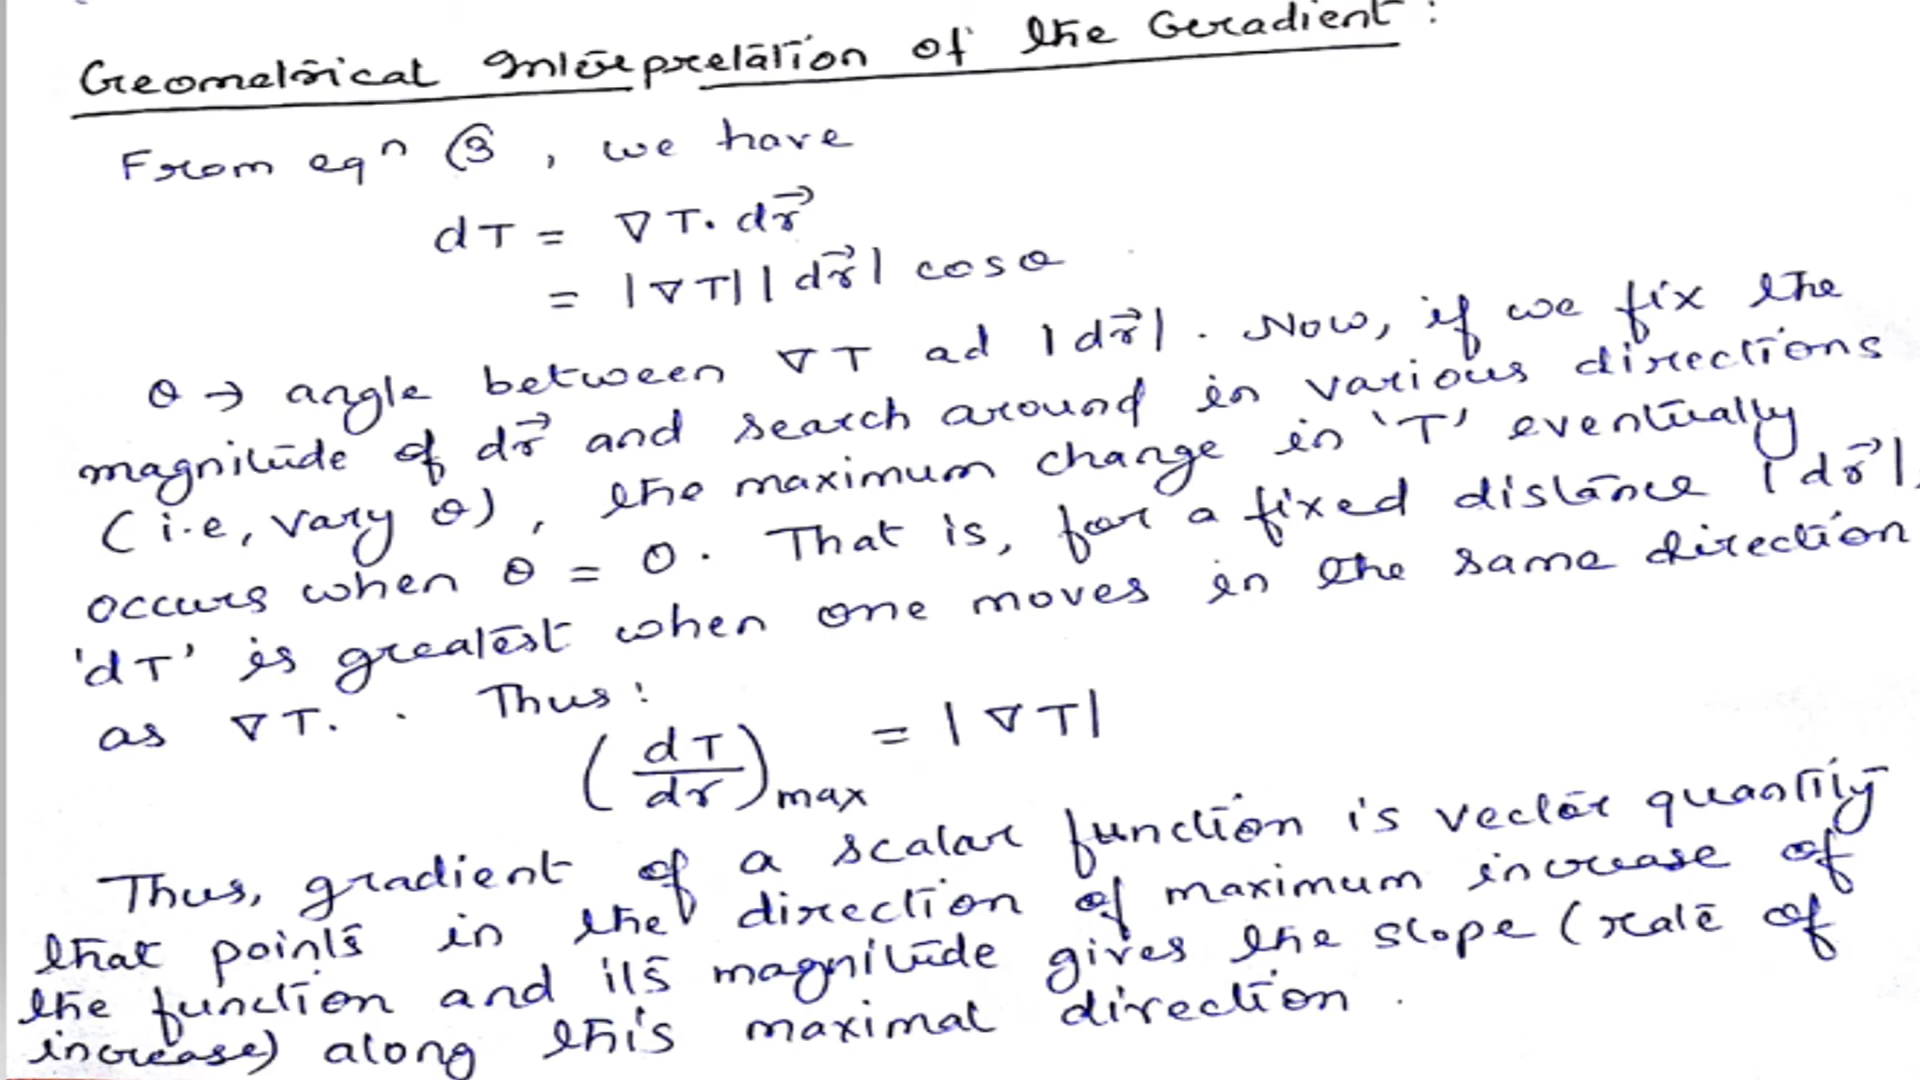 Geometrical Interpretation of the Gradient :
From eqⁿ (3 , we have
dT = ∇T. dr⃗
= |∇T| |dr⃗| cosθ
θ → angle between ∇T ad |dr⃗| . Now, if we fix the
magnitude of dr⃗ and search around in various directions
(i.e, vary θ) , the maximum change in 'T' eventually
occurs when θ = 0 . That is, for a fixed distance |dr⃗|,
'dT' is greatest when one moves in the same direction
as ∇T. . Thus :
(dT/dr)max = |∇T|
Thus, gradient of a scalar function is vector quantity
that points in the direction of maximum increase of
the function and its magnitude gives the slope (rate of
increase) along this maximal direction .